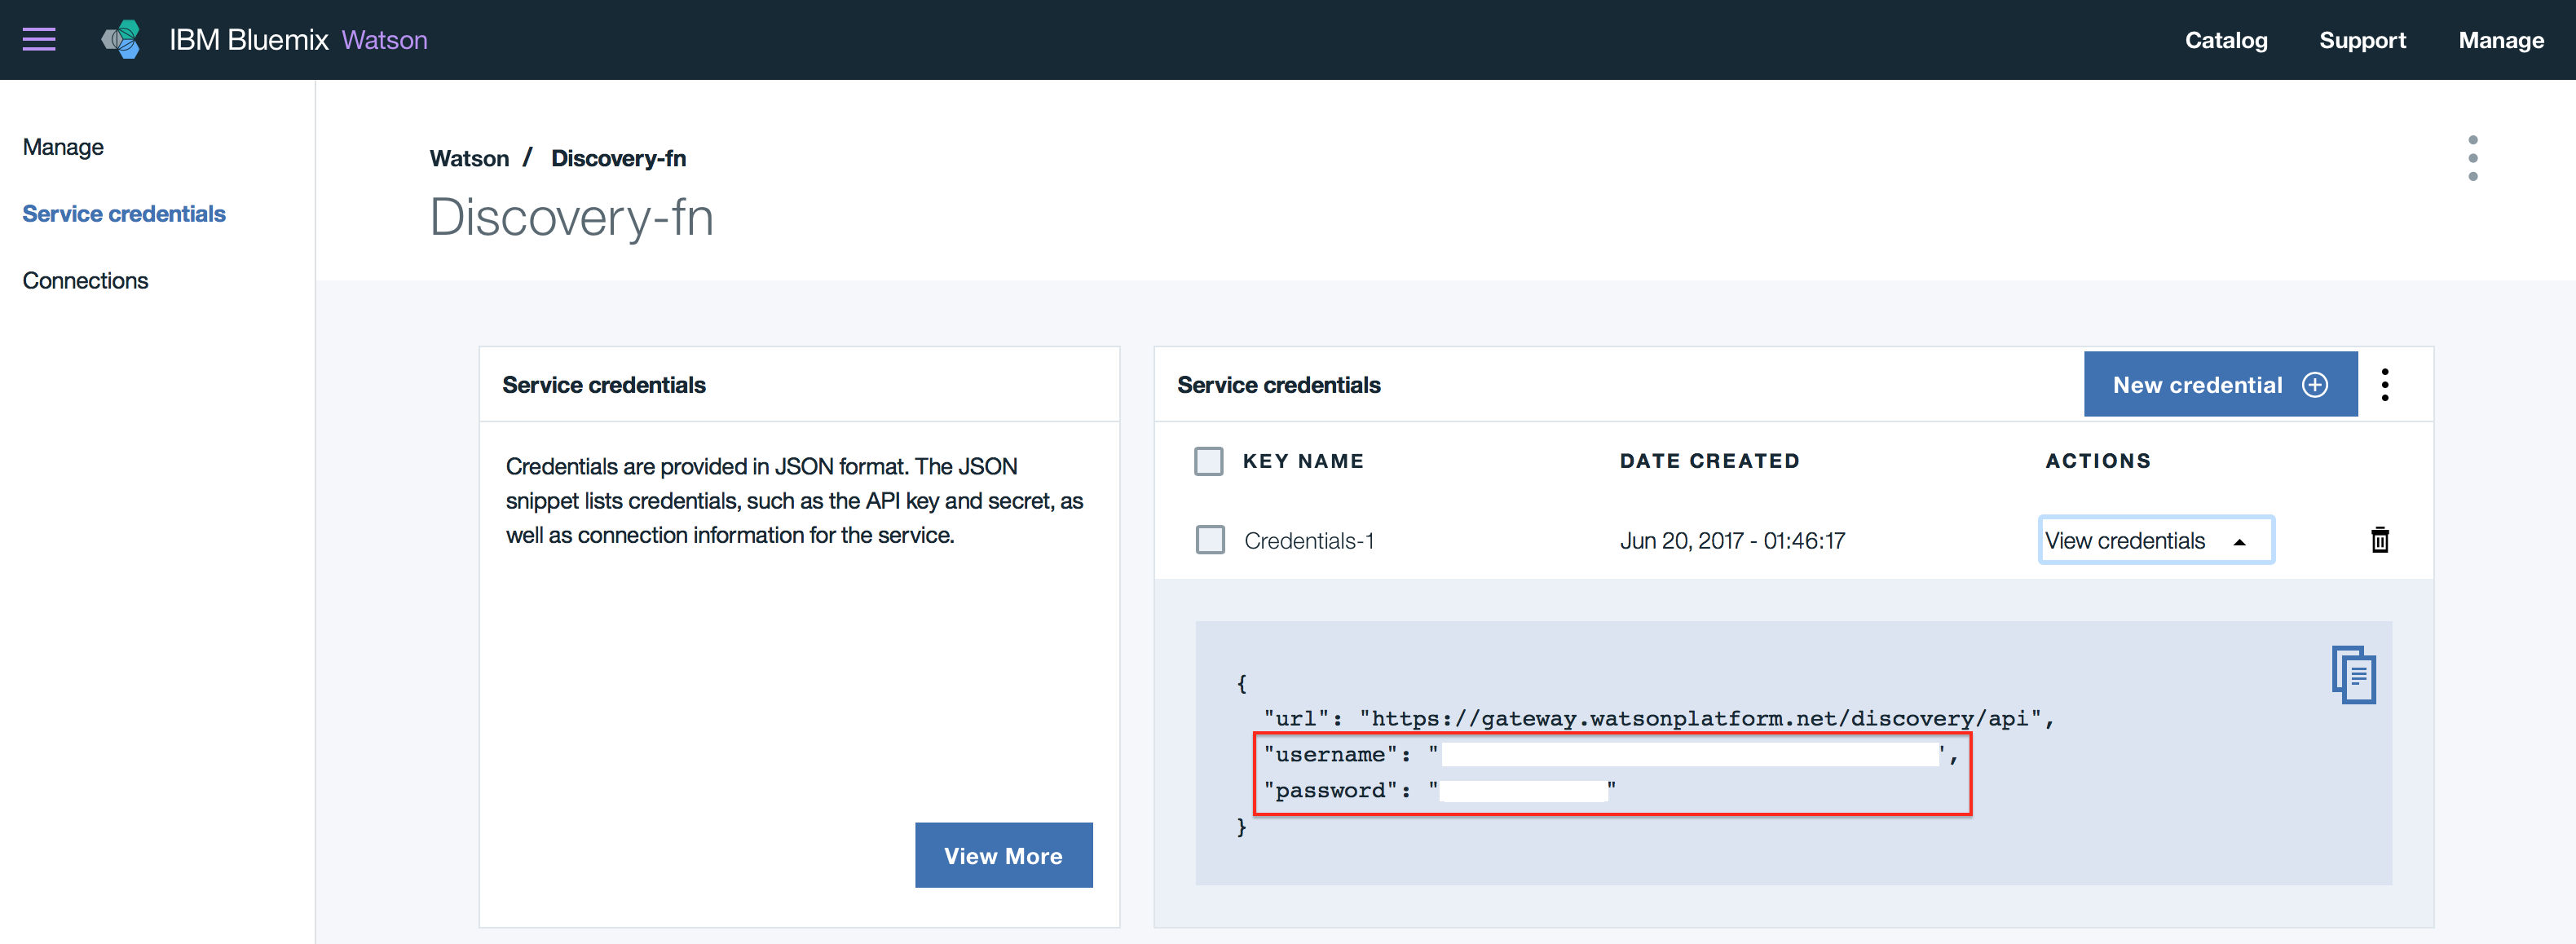 IBM Bluemix Watson
Catalog
Support
Manage
Manage
Service credentials
Connections
Watson / Discovery-fn
Discovery-fn
Service credentials
Credentials are provided in JSON format. The JSON
snippet lists credentials, such as the API key and secret, as
well as connection information for the service.
View More
Service credentials
New credential
KEY NAME DATE CREATED ACTIONS
Credentials-1 Jun 20, 2017 - 01:46:17 View credentials
{
"url": "https://gateway.watsonplatform.net/discovery/api",
"username": " ',
"password": " "
}